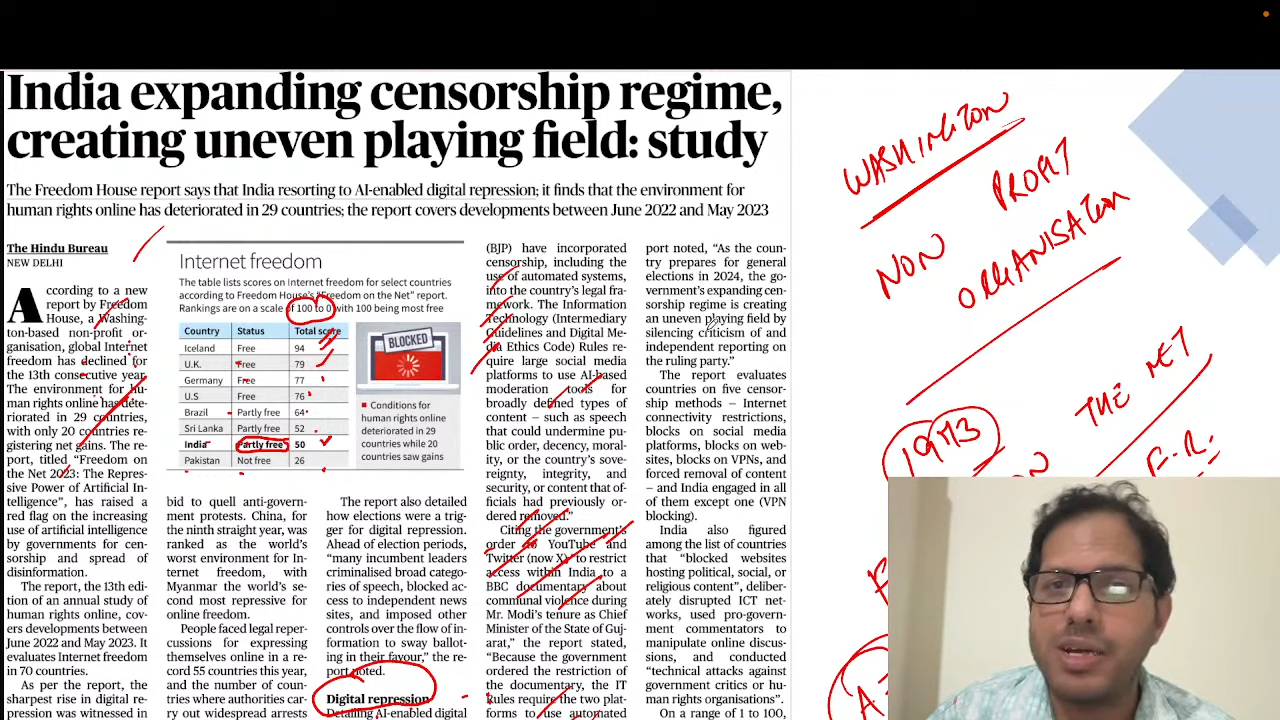 India expanding censorship regime,
creating uneven playing field: study
The Freedom House report says that India resorting to AI-enabled digital repression; it finds that the environment for
human rights online has deteriorated in 29 countries; the report covers developments between June 2022 and May 2023
The Hindu Bureau
NEW DELHI
According to a new
report by Freedom
House, a Washing-
ton-based non-profit or-
ganisation, global Internet
freedom has declined for
the 13th consecutive year.
The environment for hu-
man rights online has dete-
riorated in 29 countries,
with only 20 countries re-
gistering net gains. The re-
port, titled “Freedom on
the Net 2023: The Repres-
sive Power of Artificial In-
telligence”, has raised a
red flag on the increasing
use of artificial intelligence
by governments for cen-
sorship and spread of
disinformation.
The report, the 13th edi-
tion of an annual study of
human rights online, cov-
ers developments between
June 2022 and May 2023. It
evaluates Internet freedom
in 70 countries.
As per the report, the
sharpest rise in digital re-
pression was witnessed in
Internet freedom
The table lists scores on Internet freedom for select countries
according to Freedom House's “Freedom on the Net” report.
Rankings are on a scale of 100 to 0 with 100 being most free
Country Status Total score
Iceland Free 94
U.K. Free 79
Germany Free 77
U.S Free 76
Brazil Partly free 64
Sri Lanka Partly free 52
India Partly free 50
Pakistan Not free 26
BLOCKED
Conditions for
human rights online
deteriorated in 29
countries while 20
countries saw gains
bid to quell anti-govern-
ment protests. China, for
the ninth straight year, was
ranked as the world's
worst environment for In-
ternet freedom, with
Myanmar the world's se-
cond most repressive for
online freedom.
People faced legal reper-
cussions for expressing
themselves online in a re-
cord 55 countries this year,
and the number of coun-
tries where authorities car-
ry out widespread arrests
The report also detailed
how elections were a trig-
ger for digital repression.
Ahead of election periods,
“many incumbent leaders
criminalised broad catego-
ries of speech, blocked ac-
cess to independent news
sites, and imposed other
controls over the flow of in-
formation to sway ballot-
ing in their favour,” the re-
port noted.
Digital repression
Detailing AI-enabled digital
(BJP) have incorporated
censorship, including the
use of automated systems,
into the country's legal fra-
mework. The Information
Technology (Intermediary
Guidelines and Digital Me-
dia Ethics Code) Rules re-
quire large social media
platforms to use AI-based
moderation tools for
broadly defined types of
content – such as speech
that could undermine pu-
blic order, decency, moral-
ity, or the country's sove-
reignty, integrity, and
security, or content that of-
ficials had previously or-
dered removed.”
Citing the government's
order to YouTube and
Twitter (now X) “to restrict
access within India to a
BBC documentary about
communal violence during
Mr. Modi's tenure as Chief
Minister of the State of Guj-
arat,” the report stated,
“Because the government
ordered the restriction of
the documentary, the IT
Rules require the two plat-
forms to use automated
port noted, “As the coun-
try prepares for general
elections in 2024, the go-
vernment's expanding cen-
sorship regime is creating
an uneven playing field by
silencing criticism of and
independent reporting on
the ruling party.”
The report evaluates
countries on five censor-
ship methods – Internet
connectivity restrictions,
blocks on social media
platforms, blocks on web-
sites, blocks on VPNs, and
forced removal of content
– and India engaged in all
of them except one (VPN
blocking).
India also figured
among the list of countries
that “blocked websites
hosting political, social, or
religious content”, deliber-
ately disrupted ICT net-
works, used pro-govern-
ment commentators to
manipulate online discus-
sions, and conducted
“technical attacks against
government critics or hu-
man rights organisations”.
On a range of 1 to 100,
WASHINGTON
NON PROFIT
ORGANISATION
THE NET
F.R.